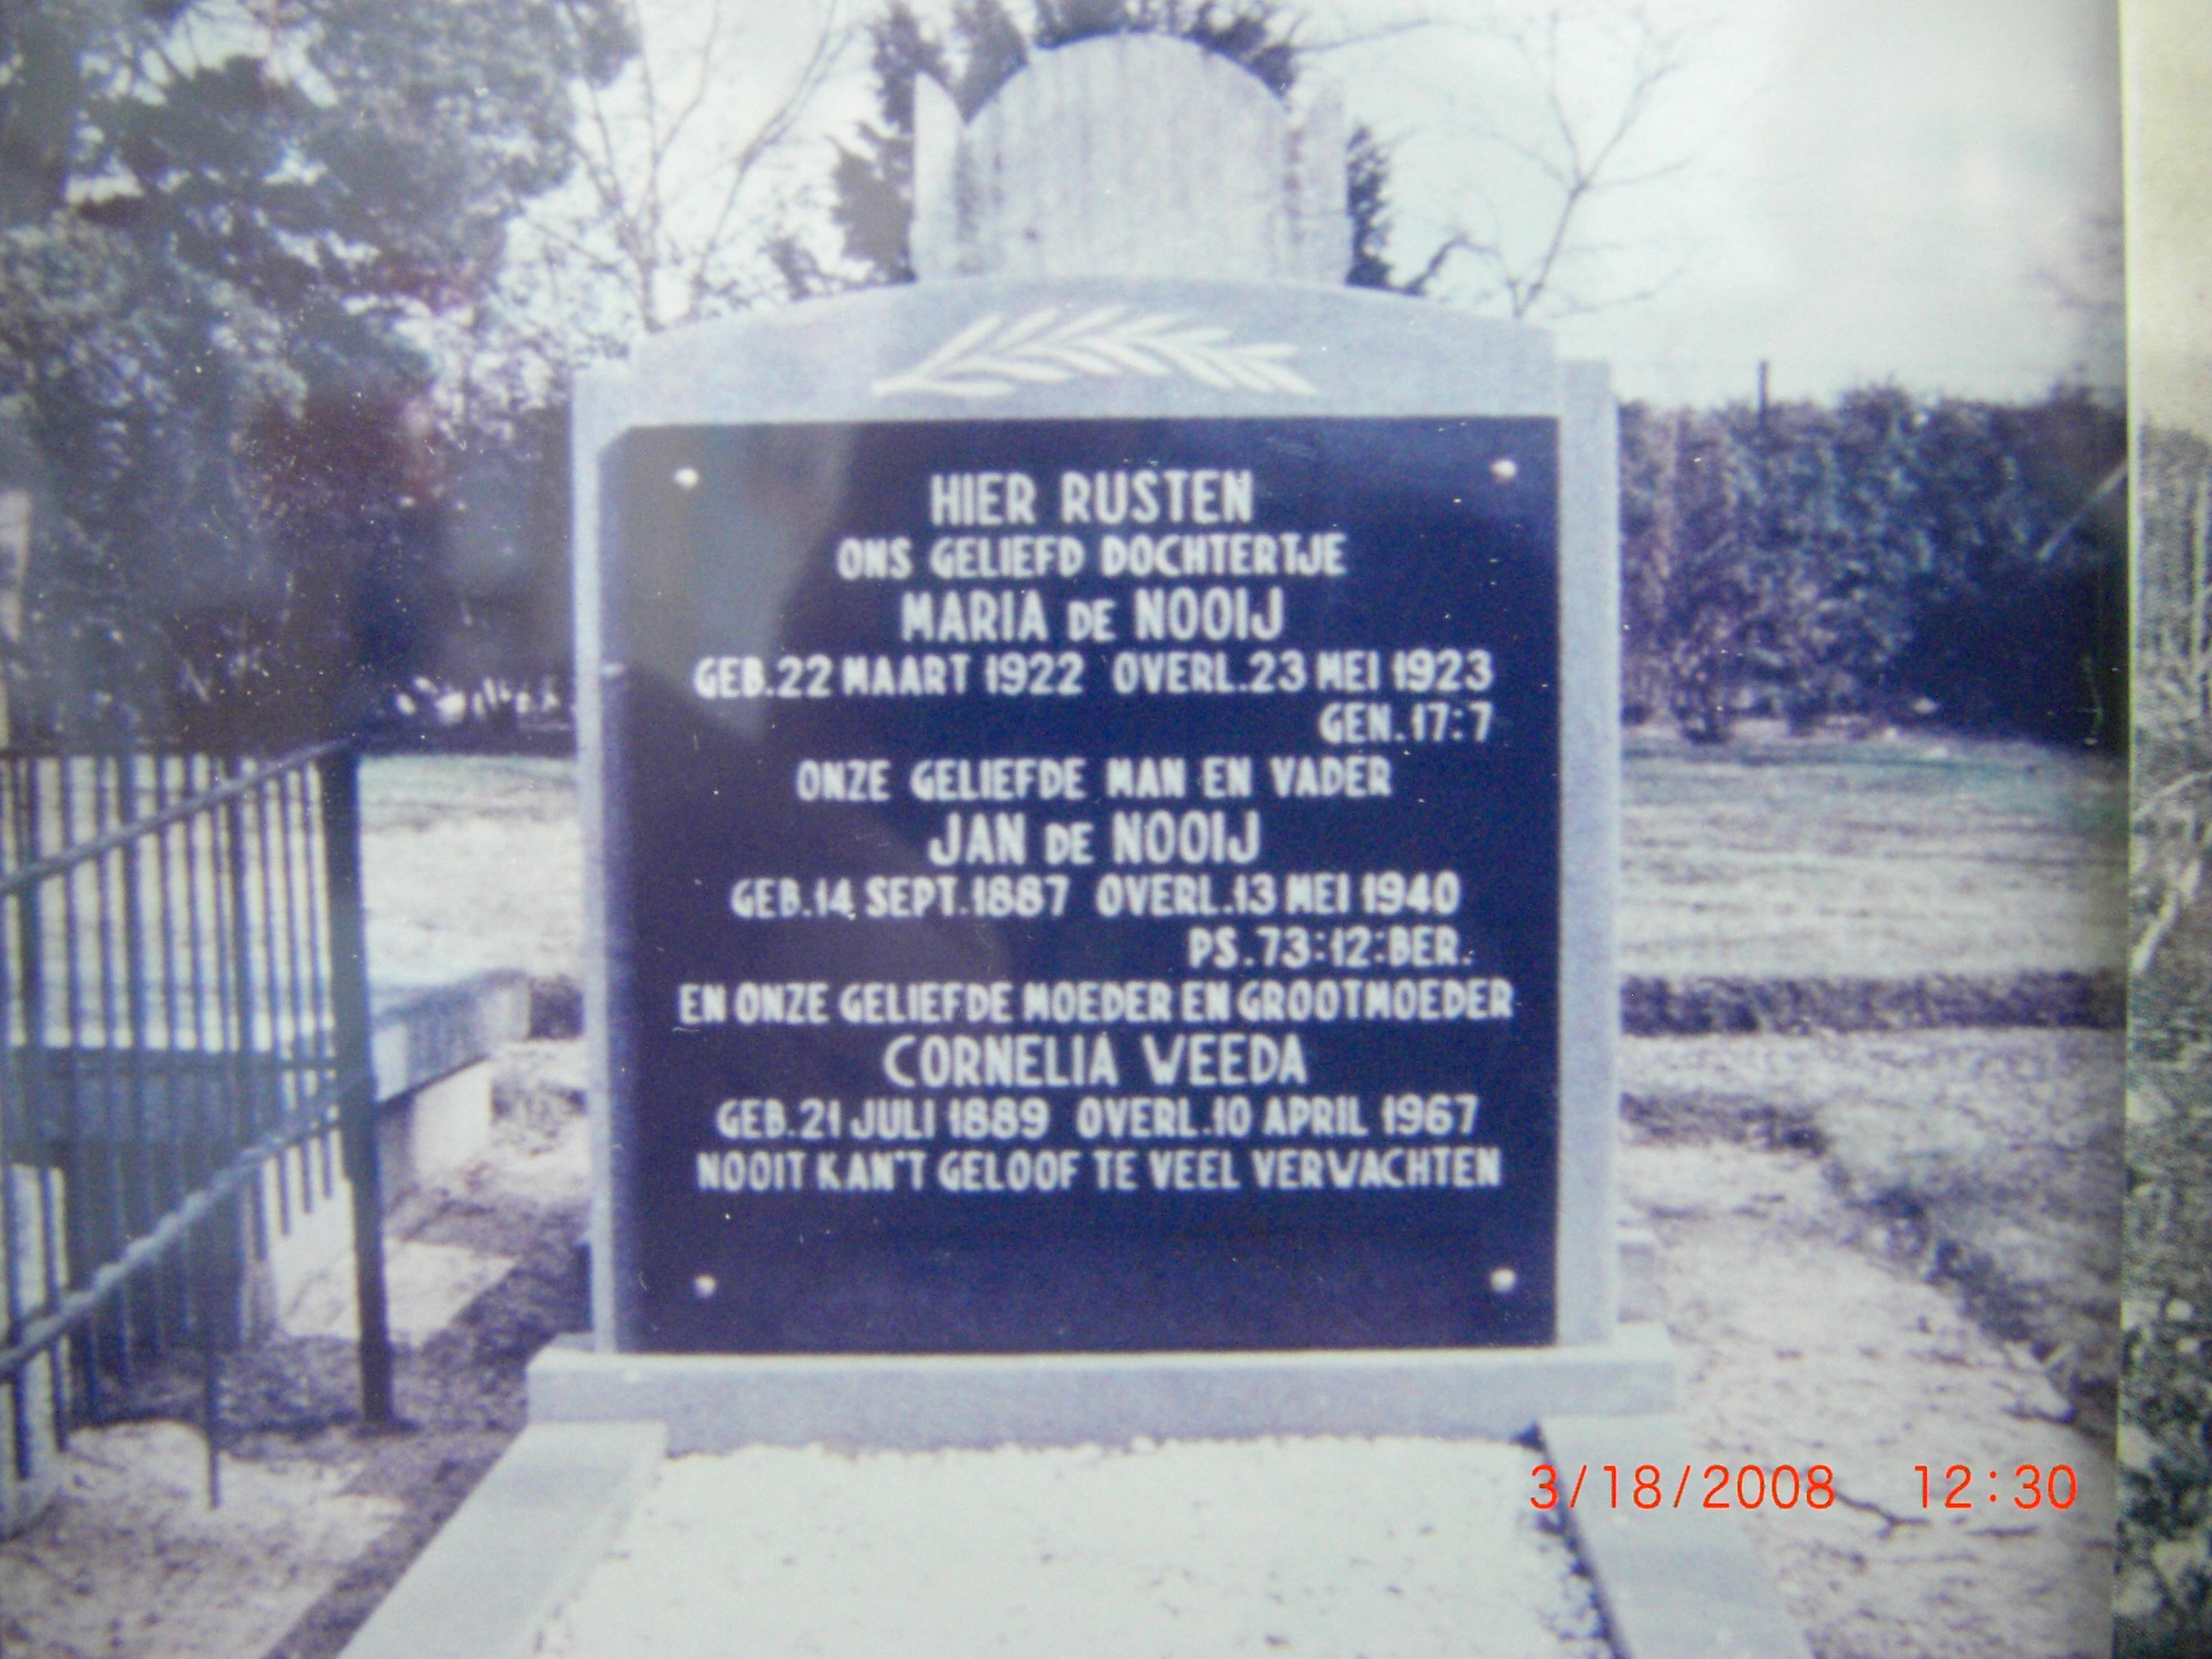 HIER RUSTEN
ONS GELIEFD DOCHTERTJE
MARIA DE NOOIJ
GEB.22 MAART 1922 OVERL.23 MEI 1923
GEN.17:7
ONZE GELIEFDE MAN EN VADER
JAN DE NOOIJ
GEB.14 SEPT.1887 OVERL.13 MEI 1940
PS.73:12:BER.
EN ONZE GELIEFDE MOEDER EN GROOTMOEDER
CORNELIA WEEDA
GEB.21 JULI 1889 OVERL.10 APRIL 1967
NOOIT KAN'T GELOOF TE VEEL VERWACHTEN
3/18/2008 12:30